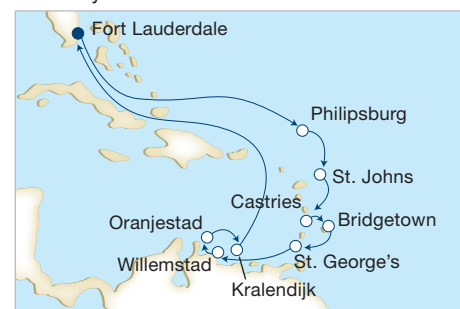 Fort Lauderdale
Philipsburg
St. Johns
Castries
Bridgetown
Oranjestad
Willemstad
St. George's
Kralendijk